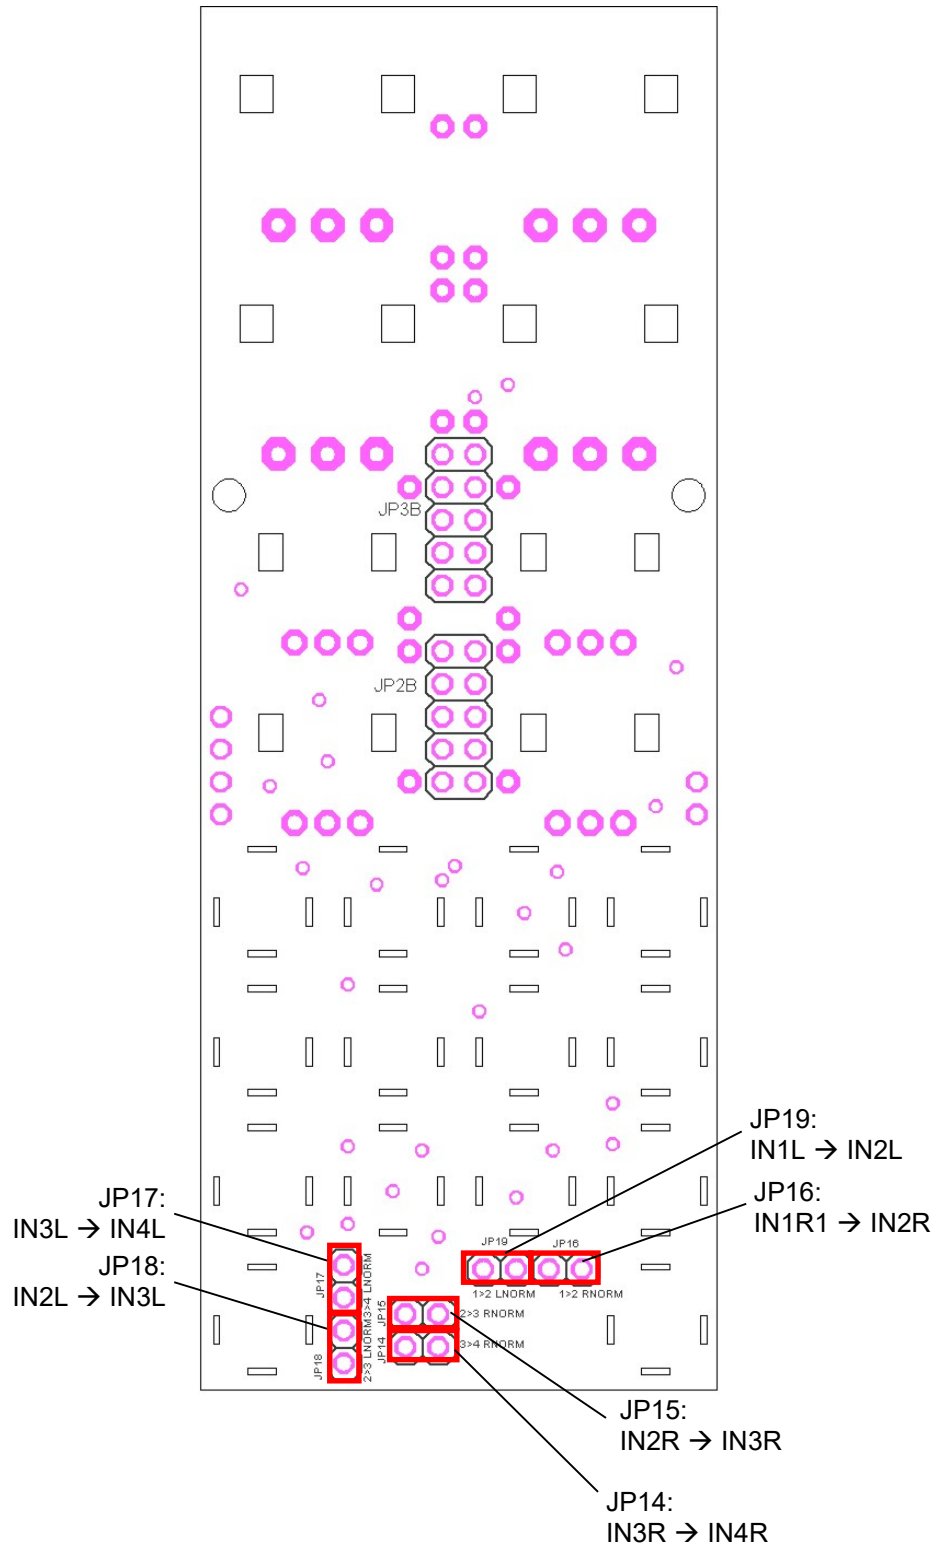 JP3B
JP2B
JP19:
IN1L → IN2L
JP16:
IN1R1 → IN2R
JP17:
IN3L → IN4L
JP18:
IN2L → IN3L
JP19
JP16
1>2 LNORM
1>2 RNORM
JP17
3>4 LNORM
JP18
2>3 LNORM
JP15
2>3 RNORM
JP14
3>4 RNORM
JP15:
IN2R → IN3R
JP14:
IN3R → IN4R